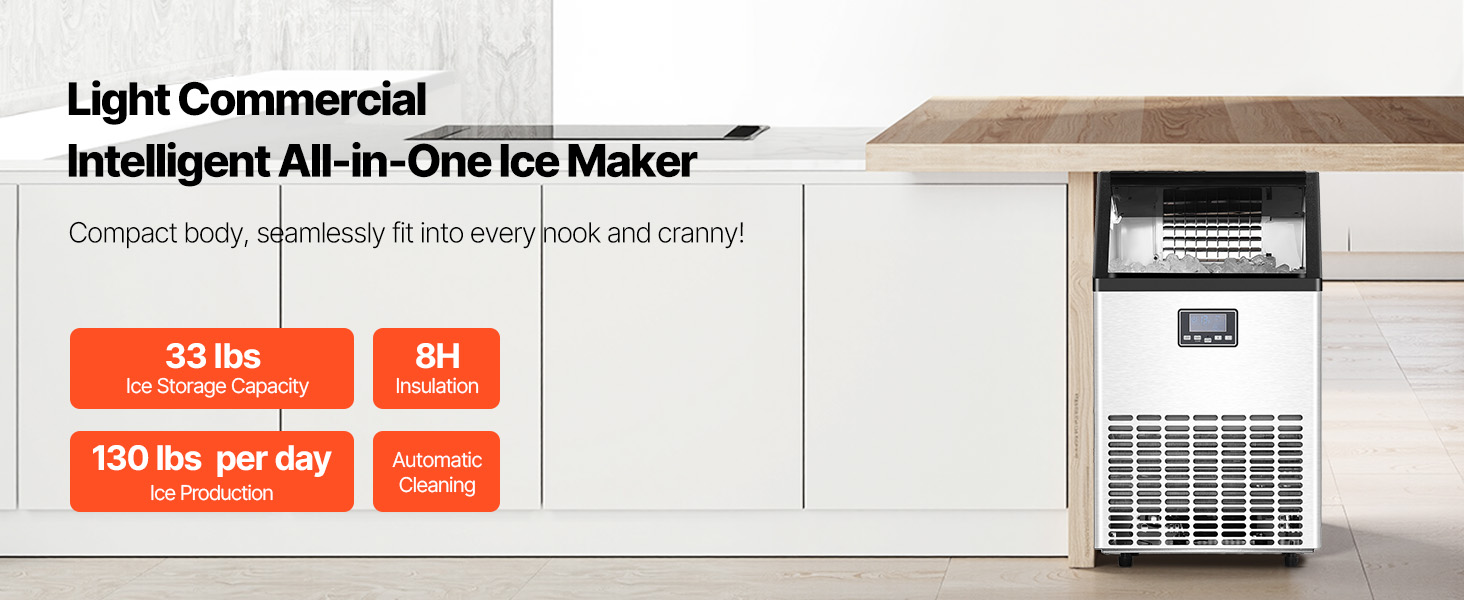 Light Commercial
Intelligent All-in-One Ice Maker
Compact body, seamlessly fit into every nook and cranny!
33 lbs
Ice Storage Capacity
8H
Insulation
130 lbs per day
Ice Production
Automatic
Cleaning